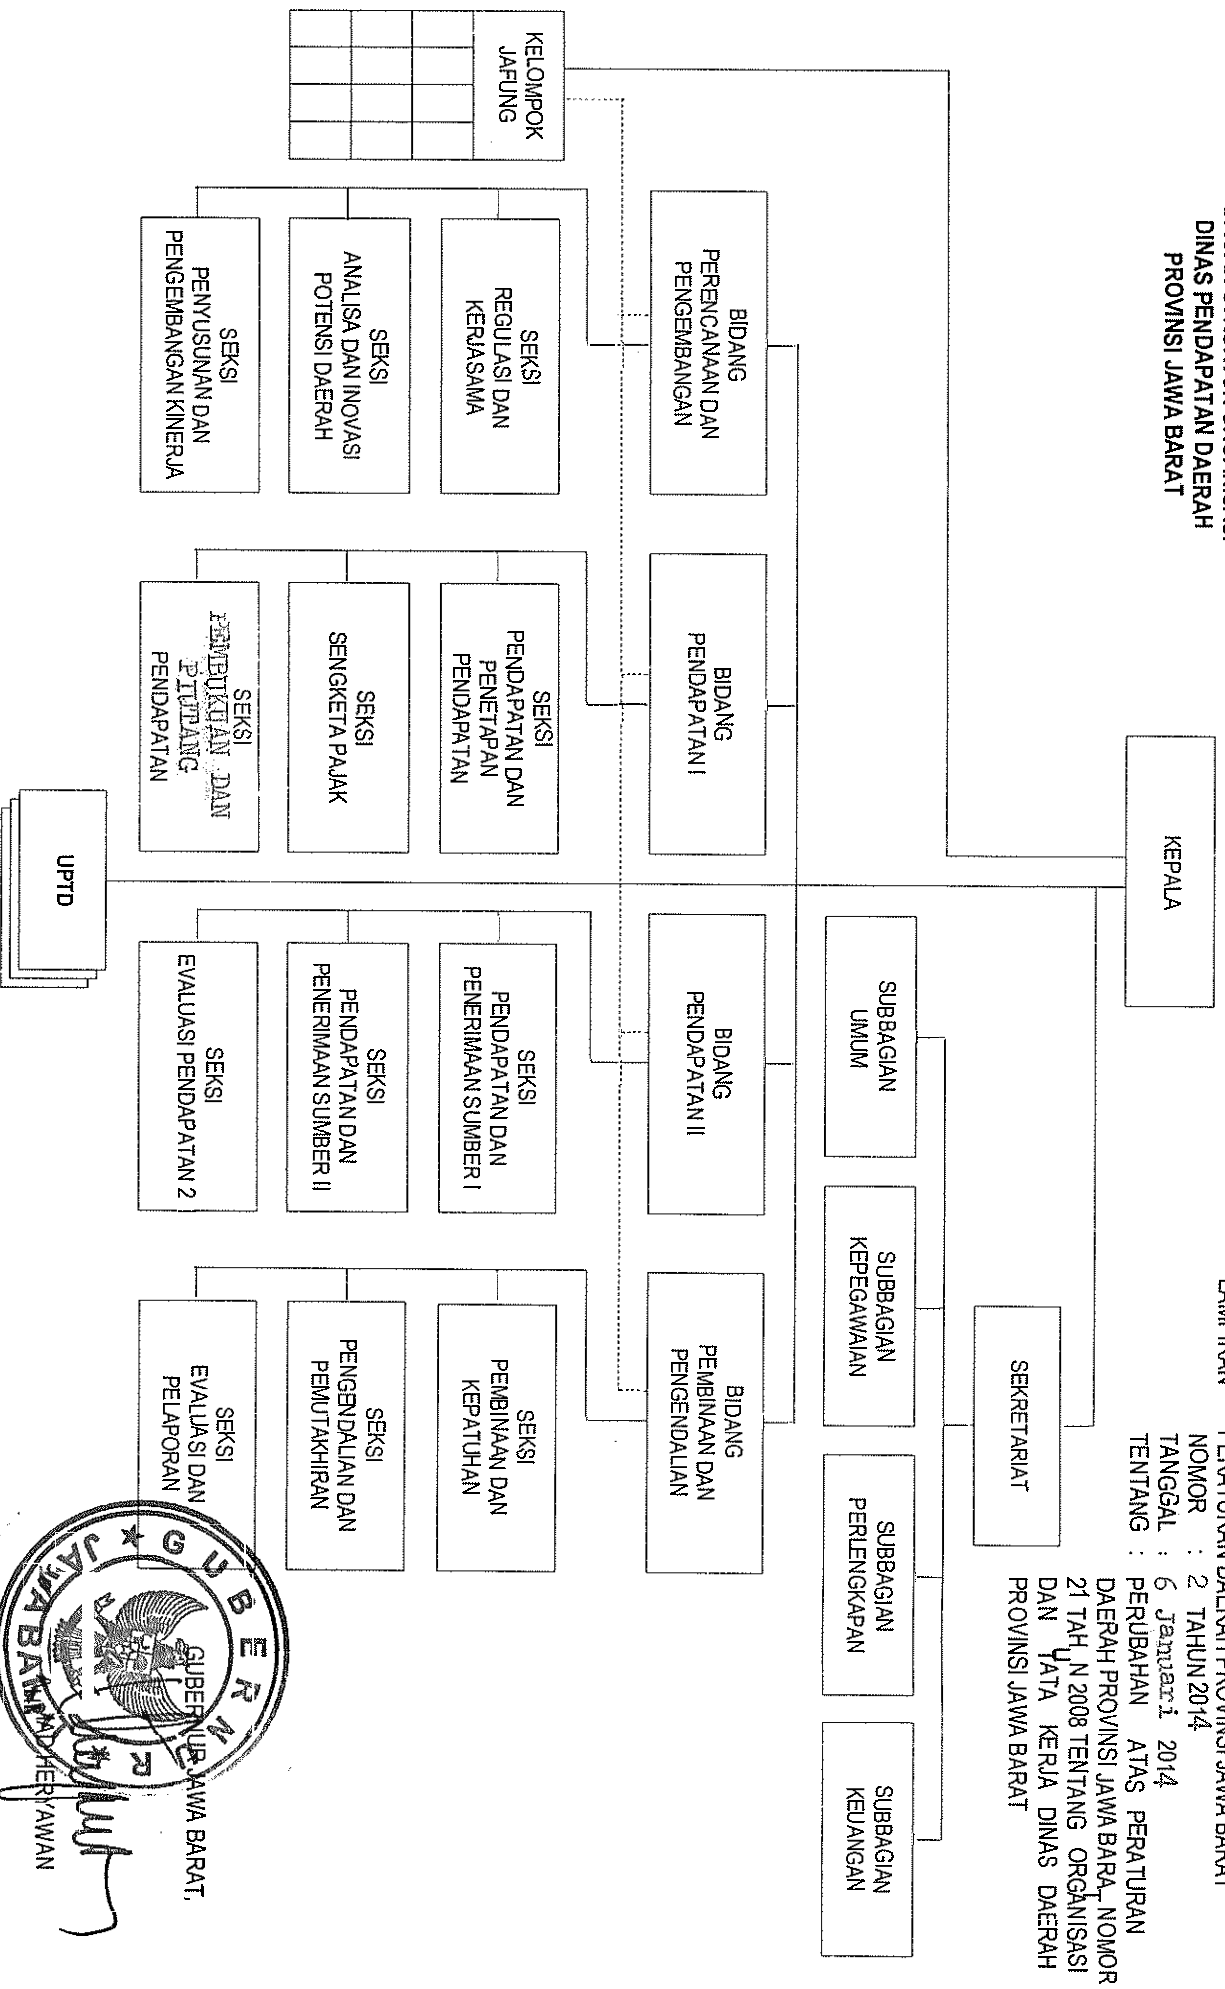 DINAS PENDAPATAN DAERAH
PROVINSI JAWA BARAT
LAMPIRAN PERATURAN DAERAH PROVINSI JAWA BARAT
NOMOR : 2 TAHUN 2014
TANGGAL : 6 Januari 2014
TENTANG : PERUBAHAN ATAS PERATURAN
DAERAH PROVINSI JAWA BARAT NOMOR
21 TAHUN 2008 TENTANG ORGANISASI
DAN TATA KERJA DINAS DAERAH
PROVINSI JAWA BARAT
KEPALA
SEKRETARIAT
SUBBAGIAN
UMUM
SUBBAGIAN
KEPEGAWAIAN
SUBBAGIAN
PERLENGKAPAN
SUBBAGIAN
KEUANGAN
KELOMPOK
JAFUNG
BIDANG
PERENCANAAN DAN
PENGEMBANGAN
BIDANG
PENDAPATAN I
BIDANG
PENDAPATAN II
BIDANG
PEMBINAAN DAN
PENGENDALIAN
SEKSI
REGULASI DAN
KERJASAMA
SEKSI
PENDAPATAN DAN
PENETAPAN
PENDAPATAN
SEKSI
PENDAPATAN DAN
PENERIMAAN SUMBER I
SEKSI
PEMBINAAN DAN
KEPATUHAN
SEKSI
ANALISA DAN INOVASI
POTENSI DAERAH
SEKSI
SENGKETA PAJAK
SEKSI
PENDAPATAN DAN
PENERIMAAN SUMBER II
SEKSI
PENGENDALIAN DAN
PEMUTAKHIRAN
SEKSI
PENYUSUNAN DAN
PENGEMBANGAN KINERJA
SEKSI
PEMBUKUAN DAN
PIUTANG
PENDAPATAN
SEKSI
EVALUASI PENDAPATAN 2
SEKSI
EVALUASI DAN
PELAPORAN
UPTD
GUBERNUR JAWA BARAT,
GUBERNUR
JAWA BARAT
AHMAD HERYAWAN